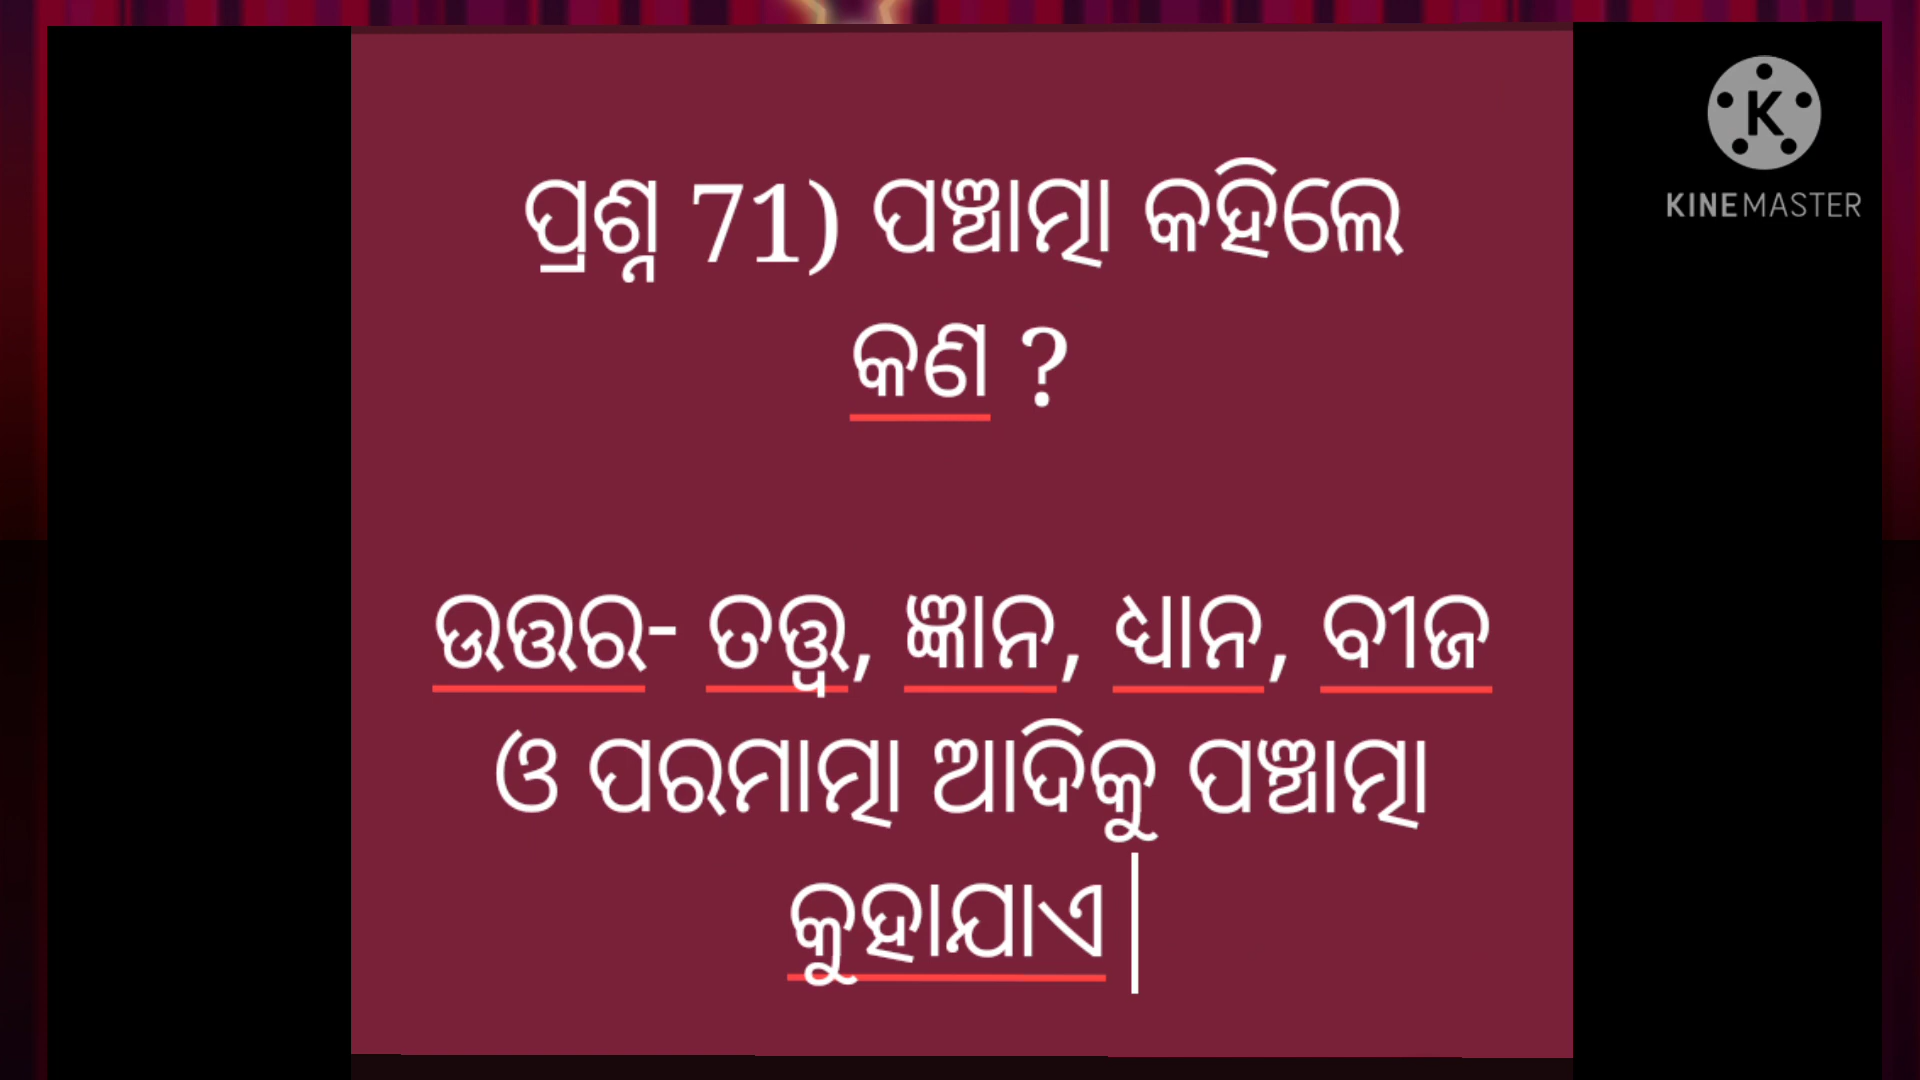 KINEMASTER
ପ୍ରଶ୍ନ 71) ପଞ୍ଚାତ୍ମା କହିଲେ
କଣ ?
ଉତ୍ତର- ତତ୍ତ୍ୱ, ଜ୍ଞାନ, ଧ୍ୟାନ, ବୀଜ
ଓ ପରମାତ୍ମା ଆଦିକୁ ପଞ୍ଚାତ୍ମା
କୁହାଯାଏ |